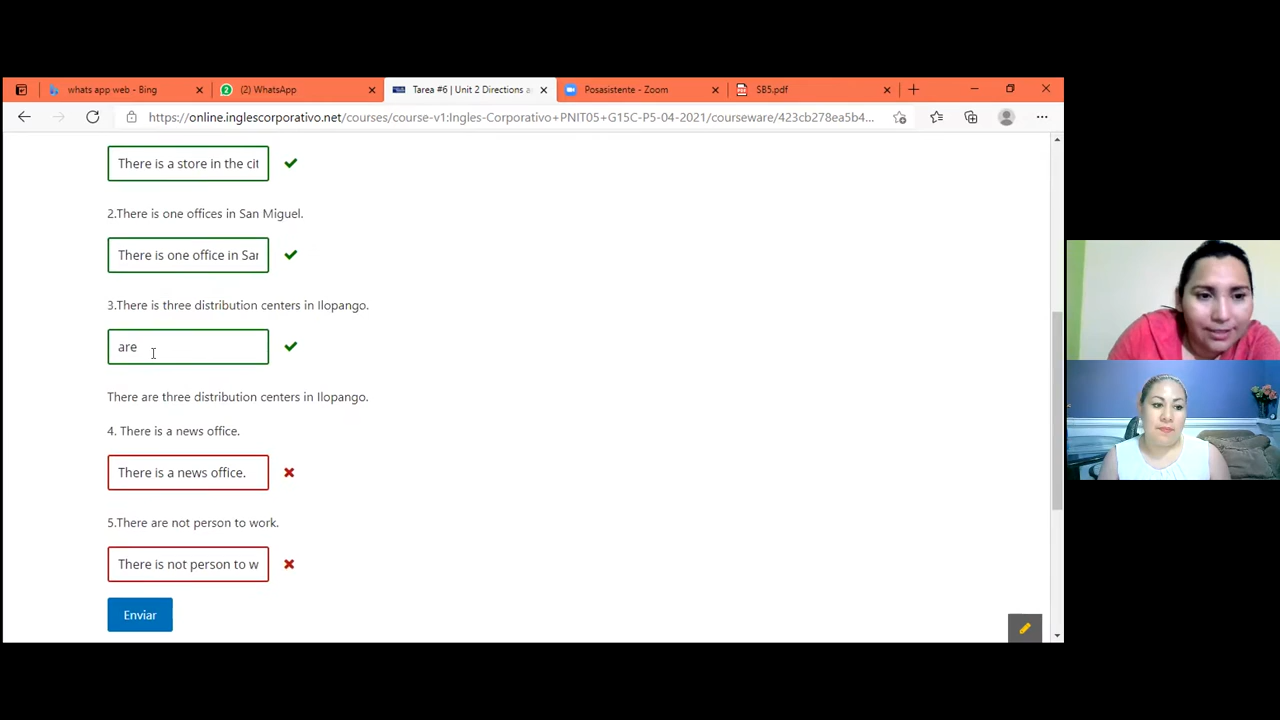 whats app web - Bing
(2) WhatsApp
Tarea #6 | Unit 2 Directions a
Posasistente - Zoom
SB5.pdf
https://online.inglescorporativo.net/courses/course-v1:Ingles-Corporativo+PNIT05+G15C-P5-04-2021/courseware/423cb278ea5b4...
There is a store in the cit
2.There is one offices in San Miguel.
There is one office in Sar
3.There is three distribution centers in Ilopango.
are
There are three distribution centers in Ilopango.
4. There is a news office.
There is a news office.
5.There are not person to work.
There is not person to w
Enviar